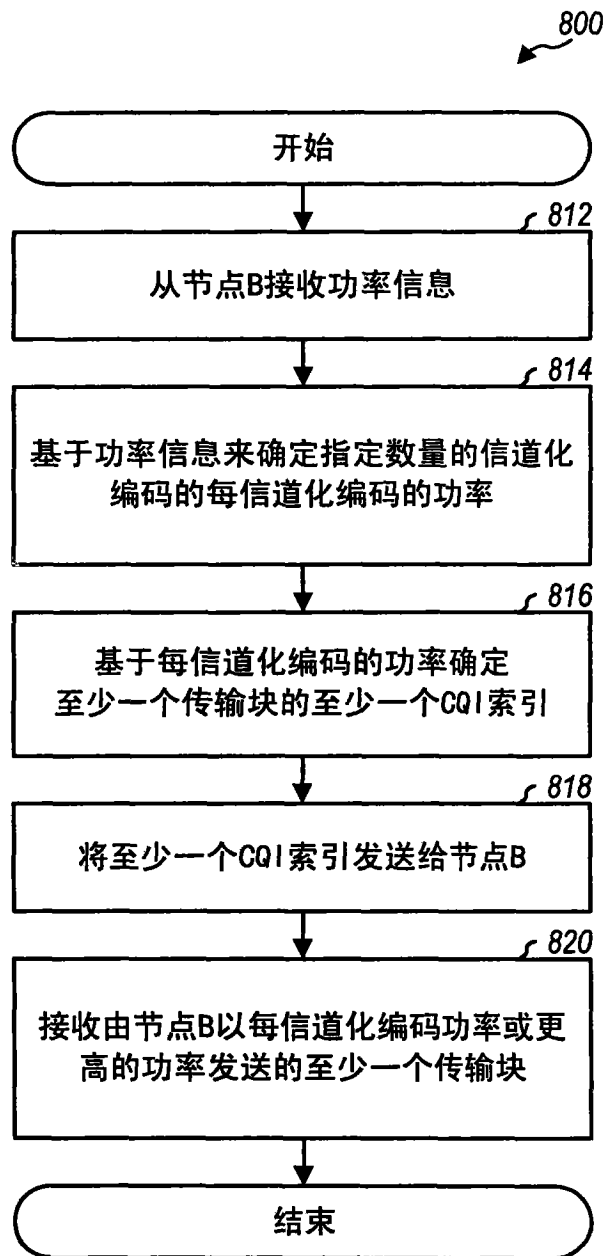 800
开始
812
从节点B接收功率信息
814
基于功率信息来确定指定数量的信道化
编码的每信道化编码的功率
816
基于每信道化编码的功率确定
至少一个传输块的至少一个CQI索引
818
将至少一个CQI索引发送给节点B
820
接收由节点B以每信道化编码功率或更
高的功率发送的至少一个传输块
结束